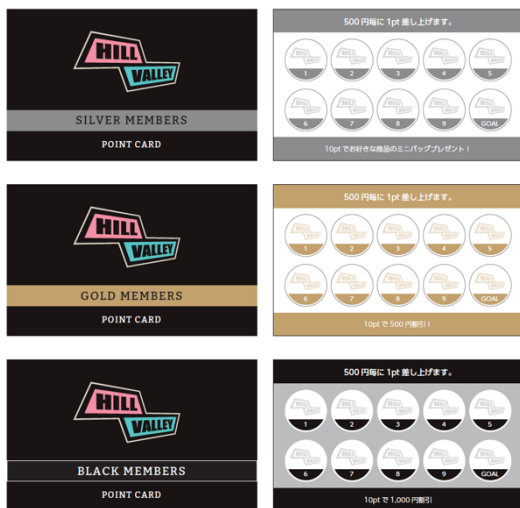 HILL
VALLEY
SILVER MEMBERS
POINT CARD
500 円毎に 1pt 差し上げます。
1 2 3 4 5
6 7 8 9 GOAL
10pt でお好きな商品のミニバッグプレゼント！
HILL
VALLEY
GOLD MEMBERS
POINT CARD
500 円毎に 1pt 差し上げます。
1 2 3 4 5
6 7 8 9 GOAL
10pt で 500 円割引！
HILL
VALLEY
BLACK MEMBERS
POINT CARD
500 円毎に 1pt 差し上げます。
1 2 3 4 5
6 7 8 9 GOAL
10pt で 1,000 円割引